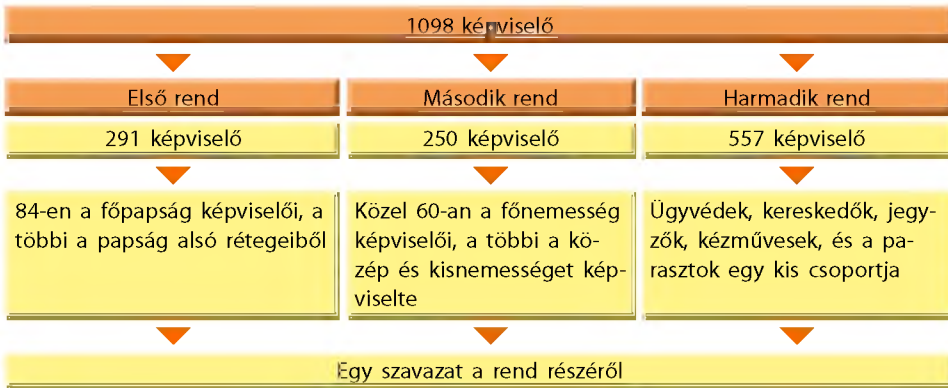 1098 képviselő
Első rend
Második rend
Harmadik rend
291 képviselő
250 képviselő
557 képviselő
84-en a főpapság képviselői, a
többi a papság alsó rétegeiből
Közel 60-an a főnemesség
képviselői, a többi a kö-
zép és kisnemességet kép-
viselte
Ügyvédek, kereskedők, jegy-
zők, kézművesek, és a pa-
rasztok egy kis csoportja
Egy szavazat a rend részéről